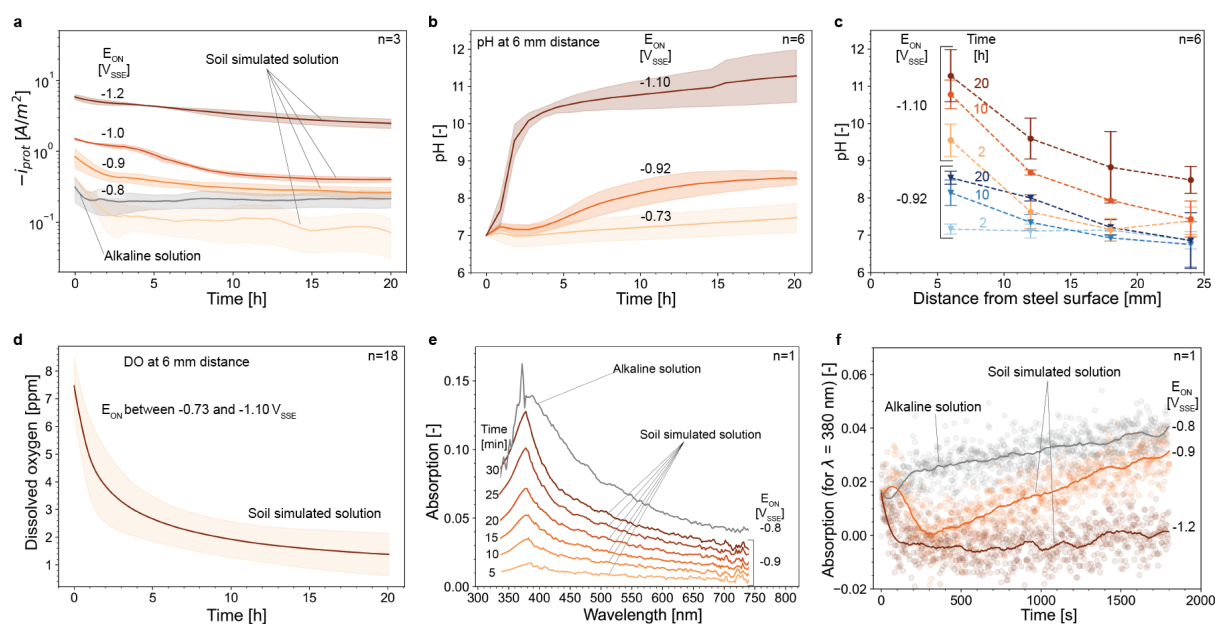 a
n=3
E_ON
[V_SSE]
Soil simulated solution
-1.2
-1.0
-0.9
-0.8
Alkaline solution
10^1
10^0
10^-1
−i_prot [A/m²]
0 5 10 15 20
Time [h]
b
pH at 6 mm distance
E_ON
[V_SSE]
n=6
-1.10
-0.92
-0.73
12
11
10
9
8
7
6
pH [-]
0 5 10 15 20
Time [h]
c
E_ON
[V_SSE]
Time
[h]
n=6
-1.10
20
10
2
-0.92
20
10
2
12
11
10
9
8
7
6
pH [-]
0 5 10 15 20 25
Distance from steel surface [mm]
d
DO at 6 mm distance
n=18
E_ON between -0.73 and -1.10 V_SSE
Soil simulated solution
8
7
6
5
4
3
2
1
Dissolved oxygen [ppm]
0 5 10 15 20
Time [h]
e
n=1
Alkaline solution
Time
[min]
Soil simulated solution
30
25
20
15
10
5
E_ON
[V_SSE]
-0.8
-0.9
0.15
0.10
0.05
0.00
Absorption [-]
300 350 400 450 500 550 600 650 700 750 800
Wavelength [nm]
f
n=1
Soil simulated solution
Alkaline solution
E_ON
[V_SSE]
-0.8
-0.9
-1.2
0.06
0.04
0.02
0.00
-0.02
Absorption (for λ = 380 nm) [-]
0 500 1000 1500 2000
Time [s]